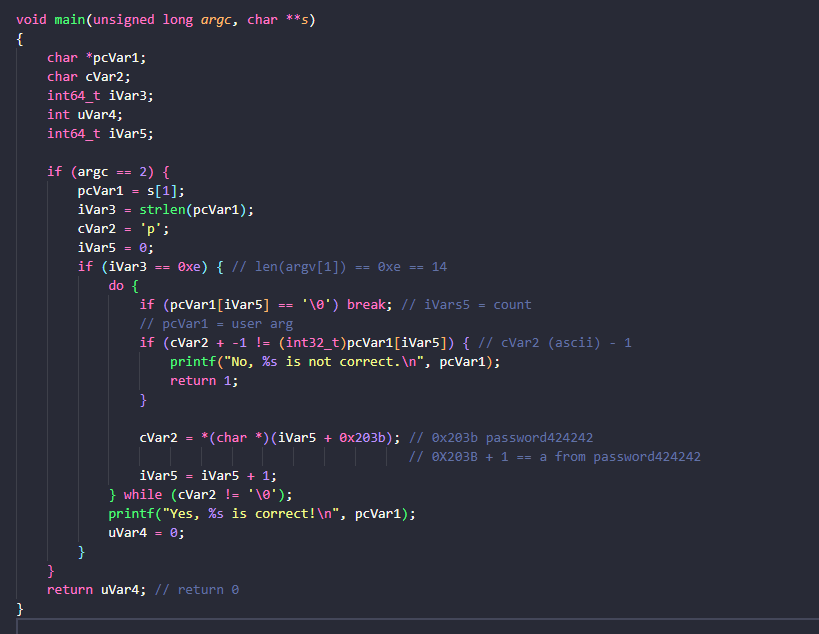 void main(unsigned long argc, char **s)
{
    char *pcVar1;
    char cVar2;
    int64_t iVar3;
    int uVar4;
    int64_t iVar5;

    if (argc == 2) {
        pcVar1 = s[1];
        iVar3 = strlen(pcVar1);
        cVar2 = 'p';
        iVar5 = 0;
        if (iVar3 == 0xe) { // len(argv[1]) == 0xe == 14
            do {
                if (pcVar1[iVar5] == '\0') break; // iVars5 = count
                // pcVar1 = user arg
                if (cVar2 + -1 != (int32_t)pcVar1[iVar5]) { // cVar2 (ascii) - 1
                    printf("No, %s is not correct.\n", pcVar1);
                    return 1;
                }

                cVar2 = *(char *)(iVar5 + 0x203b); // 0x203b password424242
                                                   // 0X203B + 1 == a from password424242
                iVar5 = iVar5 + 1;
            } while (cVar2 != '\0');
            printf("Yes, %s is correct!\n", pcVar1);
            uVar4 = 0;
        }
    }
    return uVar4; // return 0
}